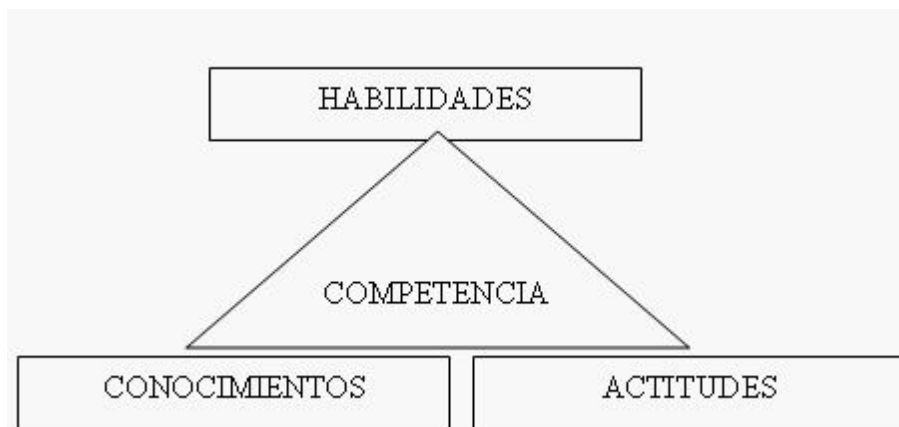 HABILIDADES
COMPETENCIA
CONOCIMIENTOS
ACTITUDES